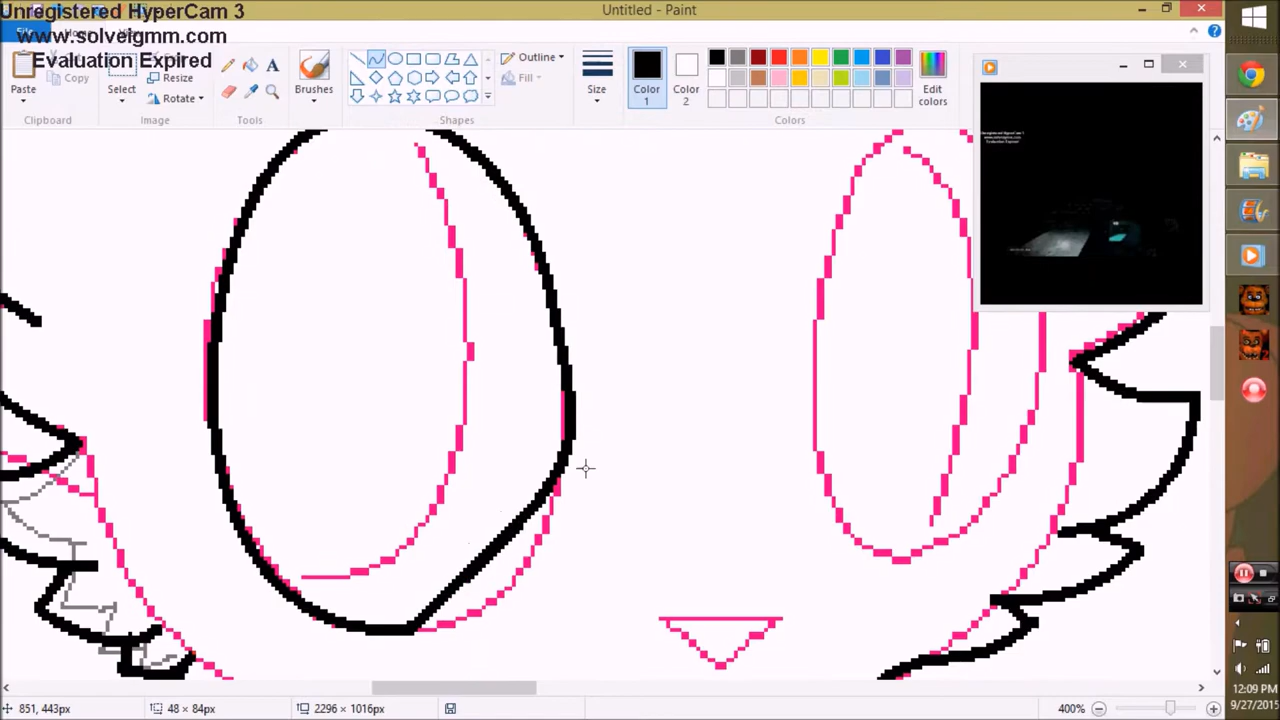 Unregistered HyperCam 3
www.solveigmm.com
Evaluation Expired
Untitled - Paint
Paste
Copy
Clipboard
Select
Resize
Rotate
Image
Tools
Brushes
Shapes
Outline
Fill
Size
Color 1
Color 2
Edit colors
Colors
851, 443px
48 × 84px
2296 × 1016px
400%
12:09 PM
9/27/2015